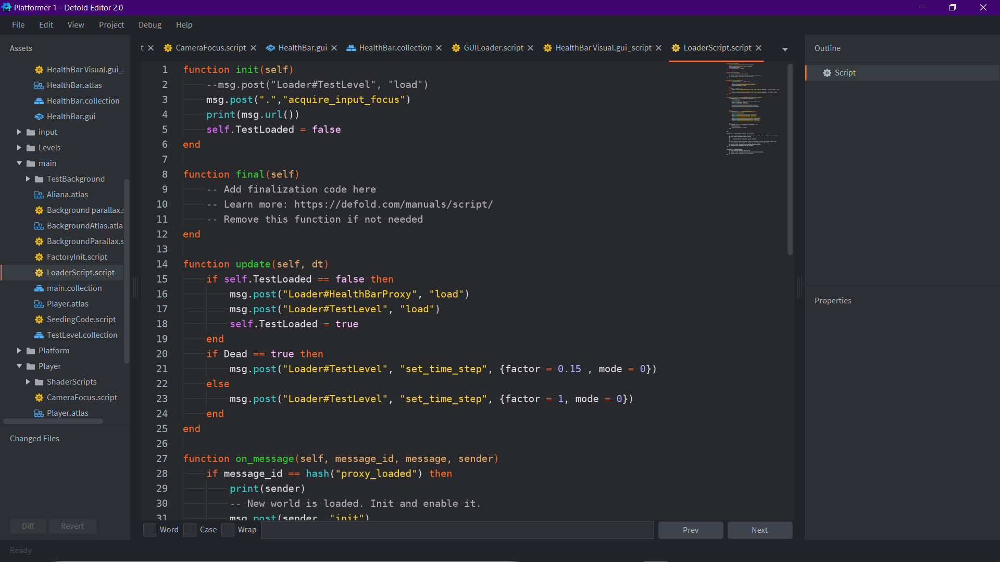 Platformer 1 - Defold Editor 2.0
File Edit View Project Debug Help
Assets
HealthBar Visual.gui_s
HealthBar.atlas
HealthBar.collection
HealthBar.gui
input
Levels
main
TestBackground
Aliana.atlas
Background parallax.s
BackgroundAtlas.atla
BackgroundParallax.s
FactoryInit.script
LoaderScript.script
main.collection
Player.atlas
SeedingCode.script
TestLevel.collection
Platform
Player
ShaderScripts
CameraFocus.script
Player.atlas
Changed Files
Diff Revert
Ready
t CameraFocus.script HealthBar.gui HealthBar.collection GUILoader.script HealthBar Visual.gui_script LoaderScript.script
1 function init(self)
2 --msg.post("Loader#TestLevel", "load")
3 msg.post(".","acquire_input_focus")
4 print(msg.url())
5 self.TestLoaded = false
6 end
7
8 function final(self)
9 -- Add finalization code here
10 -- Learn more: https://defold.com/manuals/script/
11 -- Remove this function if not needed
12 end
13
14 function update(self, dt)
15 if self.TestLoaded == false then
16 msg.post("Loader#HealthBarProxy", "load")
17 msg.post("Loader#TestLevel", "load")
18 self.TestLoaded = true
19 end
20 if Dead == true then
21 msg.post("Loader#TestLevel", "set_time_step", {factor = 0.15 , mode = 0})
22 else
23 msg.post("Loader#TestLevel", "set_time_step", {factor = 1, mode = 0})
24 end
25 end
26
27 function on_message(self, message_id, message, sender)
28 if message_id == hash("proxy_loaded") then
29 print(sender)
30 -- New world is loaded. Init and enable it.
31 msg.post(sender, "init")
Word Case Wrap Prev Next
Outline
Script
Properties